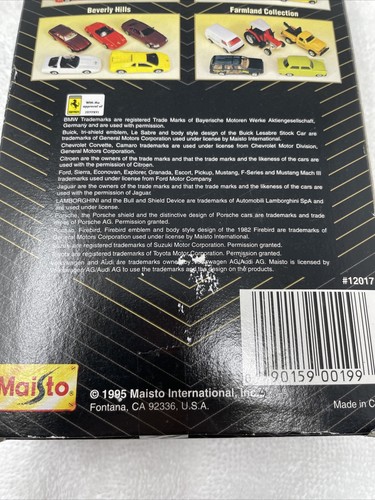 Beverly Hills
Farmland Collection
With the approval of
BMW Trademarks are registered Trade Marks of Bayerische Motoren Werke Aktiengesellschaft,
Germany and are used with permission.
Buick, tri-shield emblem, Le Sabre and body style design of the Buick Lesabre Stock Car are
trademarks of General Motors Corporation used under license by Maisto International.
Chevrolet Corvette, Camaro trademarks are used under license from Chevrolet Motor Division,
General Motors Corporation.
Citroen are the owners of the trade marks and that the trade marks and the likeness of the cars are
used with the permission of Citroen.
Ford, Sierra, Econovan, Explorer, Granada, Escort, Pickup, Mustang, F-Series and Mustang Mach III
trademarks used under license from Ford Motor Company.
Jaguar are the owners of the trade marks and that the trade marks and the likeness of the cars are
used with the permission of Jaguar.
LAMBORGHINI and the Bull and Shield Device are trademarks of Automobili Lamborghini SpA and
are used under license.
Porsche, the Porsche shield and the distinctive design of Porsche cars are trademarks and trade
dress of Porsche AG. Permission granted.
Pontiac, Firebird, Firebird emblem and body style design of the 1982 Firebird are trademarks of
General Motors Corporation used under license by Maisto International.
Suzuki are registered trademarks of Suzuki Motor Corporation. Permission granted.
Toyota are registered trademarks of Toyota Motor Corporation. Permission granted.
Volkswagen and Audi are trademarks owned by Volkswagen AG/Audi AG. Maisto is licensed by
Volkswagen AG/Audi AG to use the trademarks and the design on the products.
#12017
Maisto
© 1995 Maisto International, Inc.
Fontana, CA 92336, U.S.A.
90159 00199
Made in C